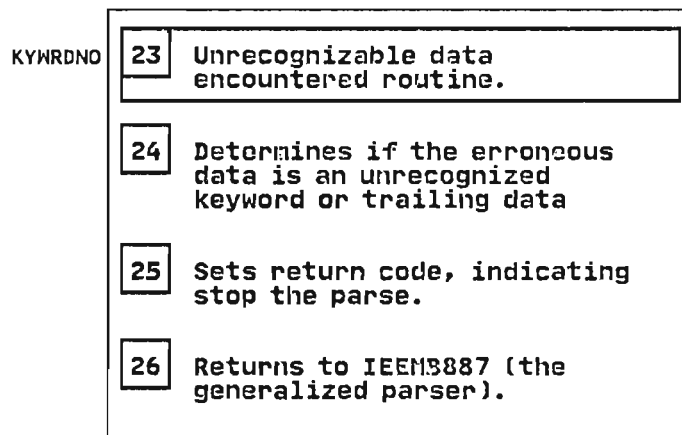 KYWRDNO 23 Unrecognizable data
encountered routine.
24 Determines if the erroneous
data is an unrecognized
keyword or trailing data
25 Sets return code, indicating
stop the parse.
26 Returns to IEEMB887 (the
generalized parser).